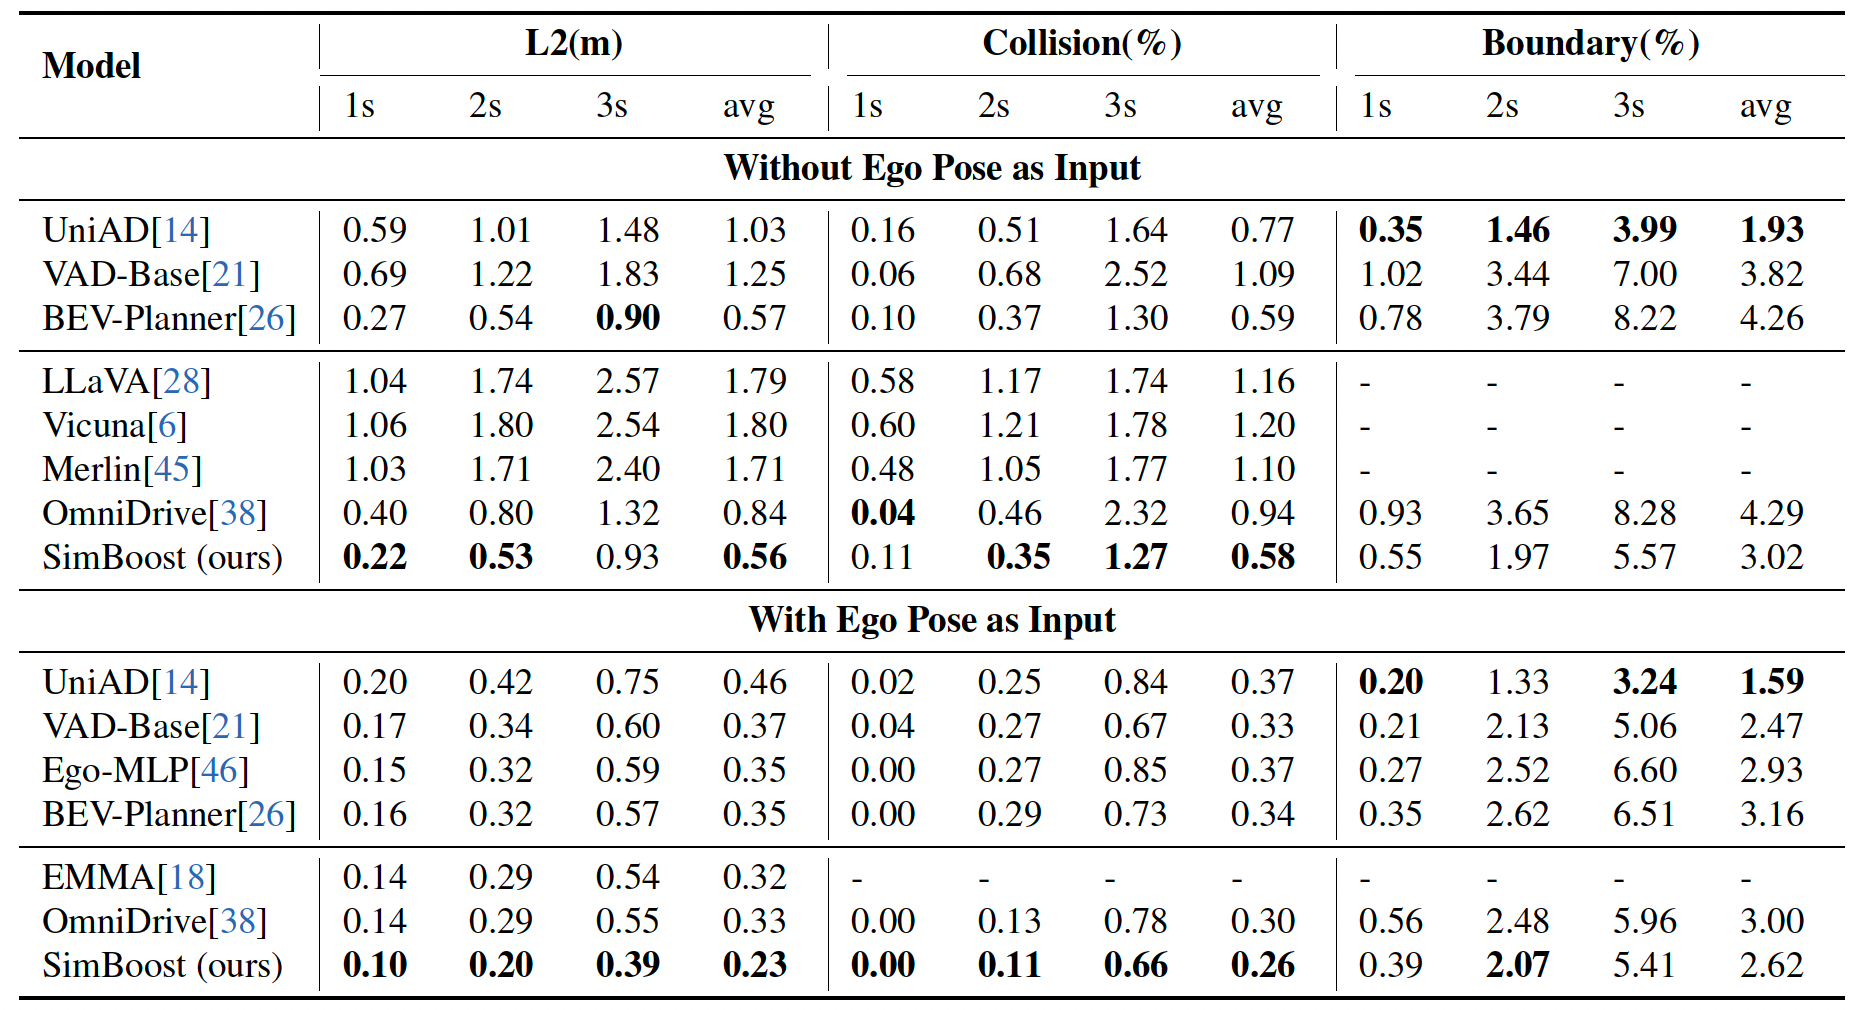 Model L2(m) Collision(%) Boundary(%)
1s 2s 3s avg 1s 2s 3s avg 1s 2s 3s avg
Without Ego Pose as Input
UniAD[14] 0.59 1.01 1.48 1.03 0.16 0.51 1.64 0.77 0.35 1.46 3.99 1.93
VAD-Base[21] 0.69 1.22 1.83 1.25 0.06 0.68 2.52 1.09 1.02 3.44 7.00 3.82
BEV-Planner[26] 0.27 0.54 0.90 0.57 0.10 0.37 1.30 0.59 0.78 3.79 8.22 4.26
LLaVA[28] 1.04 1.74 2.57 1.79 0.58 1.17 1.74 1.16 - - - -
Vicuna[6] 1.06 1.80 2.54 1.80 0.60 1.21 1.78 1.20 - - - -
Merlin[45] 1.03 1.71 2.40 1.71 0.48 1.05 1.77 1.10 - - - -
OmniDrive[38] 0.40 0.80 1.32 0.84 0.04 0.46 2.32 0.94 0.93 3.65 8.28 4.29
SimBoost (ours) 0.22 0.53 0.93 0.56 0.11 0.35 1.27 0.58 0.55 1.97 5.57 3.02
With Ego Pose as Input
UniAD[14] 0.20 0.42 0.75 0.46 0.02 0.25 0.84 0.37 0.20 1.33 3.24 1.59
VAD-Base[21] 0.17 0.34 0.60 0.37 0.04 0.27 0.67 0.33 0.21 2.13 5.06 2.47
Ego-MLP[46] 0.15 0.32 0.59 0.35 0.00 0.27 0.85 0.37 0.27 2.52 6.60 2.93
BEV-Planner[26] 0.16 0.32 0.57 0.35 0.00 0.29 0.73 0.34 0.35 2.62 6.51 3.16
EMMA[18] 0.14 0.29 0.54 0.32 - - - - - - - -
OmniDrive[38] 0.14 0.29 0.55 0.33 0.00 0.13 0.78 0.30 0.56 2.48 5.96 3.00
SimBoost (ours) 0.10 0.20 0.39 0.23 0.00 0.11 0.66 0.26 0.39 2.07 5.41 2.62